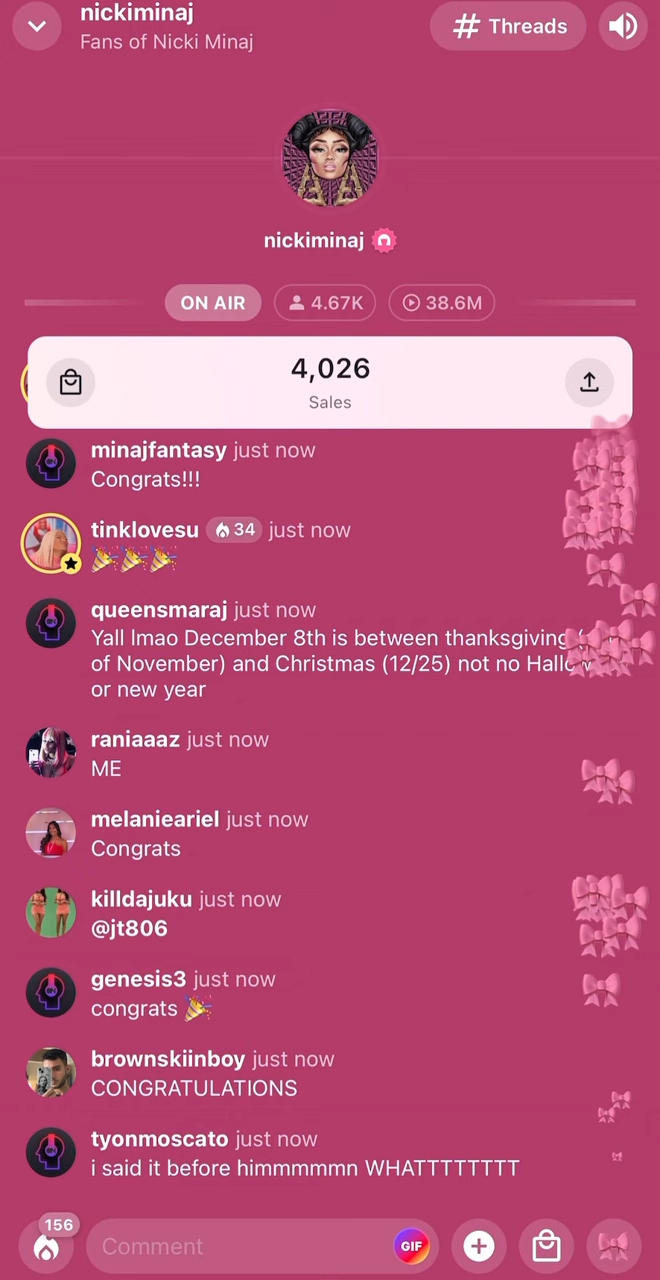 nickiminaj
Fans of Nicki Minaj
# Threads
nickiminaj
ON AIR
4.67K
38.6M
4,026
Sales
minajfantasy just now
Congrats!!!
tinklovesu 34 just now
🎉🎉🎉
queensmaraj just now
Yall lmao December 8th is between thanksgiving
of November) and Christmas (12/25) not no
or new year
raniaaaz just now
ME
melanieariel just now
Congrats
killdajuku just now
@jt806
genesis3 just now
congrats 🎉
brownskiinboy just now
CONGRATULATIONS
tyonmoscato just now
i said it before himmmmmn WHATTTTTTTT
156
Comment
GIF